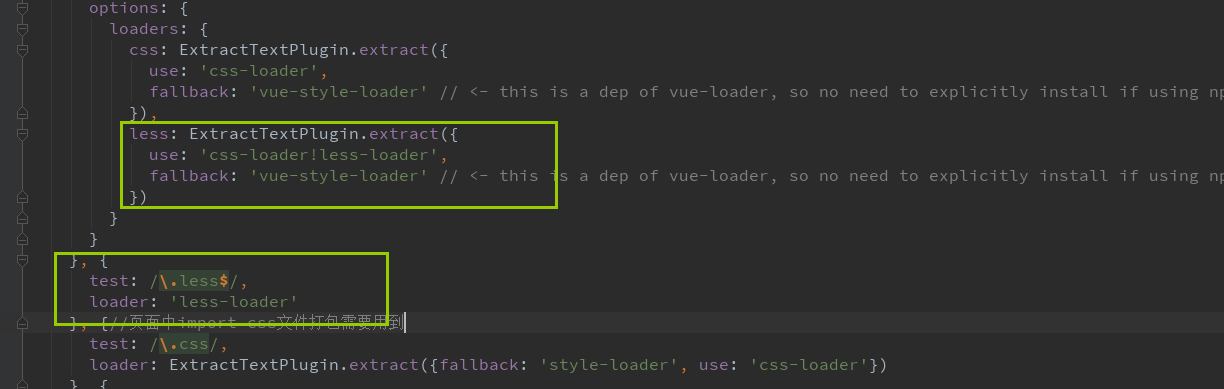 options: {
loaders: {
css: ExtractTextPlugin.extract({
use: 'css-loader',
fallback: 'vue-style-loader' // <- this is a dep of vue-loader, so no need to explicitly install if using np
}),
less: ExtractTextPlugin.extract({
use: 'css-loader!less-loader',
fallback: 'vue-style-loader' // <- this is a dep of vue-loader, so no need to explicitly install if using np
})
}
}
}, {
test: /\.less$/,
loader: 'less-loader'
}, {//页面中import css文件打包需要用到
test: /\.css/,
loader: ExtractTextPlugin.extract({fallback: 'style-loader', use: 'css-loader'})
}, {